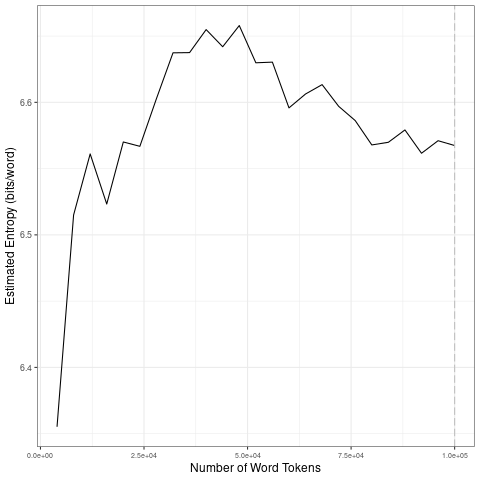 Estimated Entropy (bits/word)
6.6
6.5
6.4
0.0e+00 2.5e+04 5.0e+04 7.5e+04 1.0e+05
Number of Word Tokens